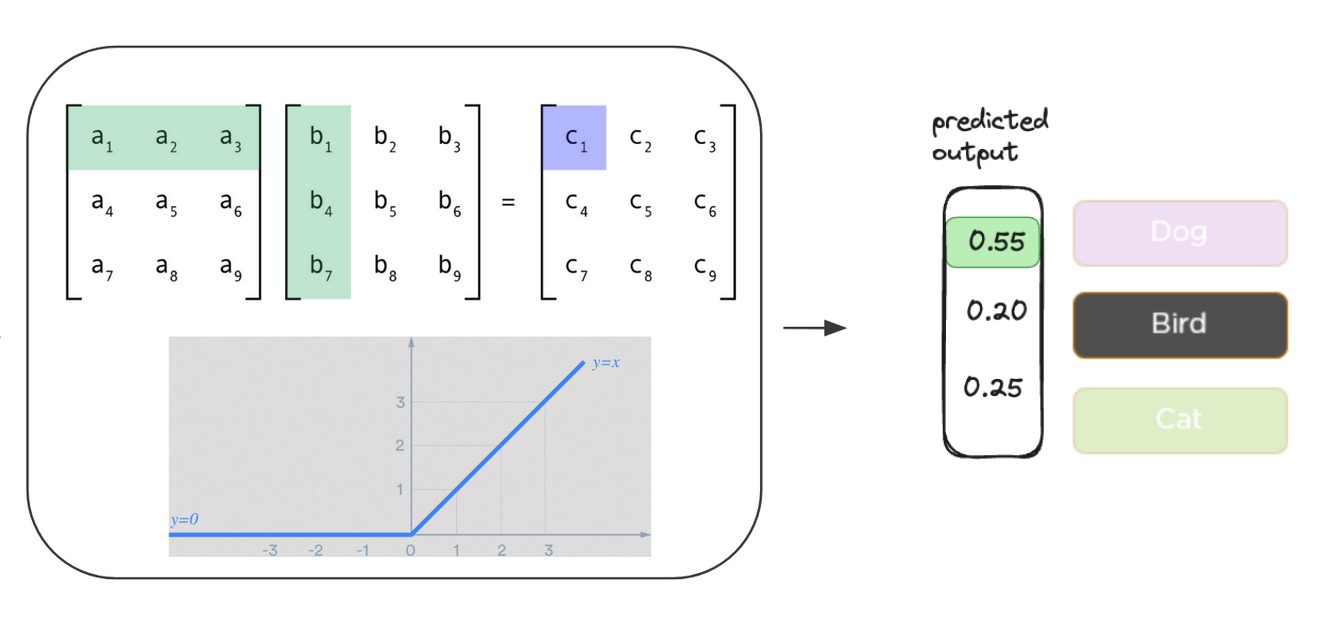 a₁ a₂ a₃ b₁ b₂ b₃ c₁ c₂ c₃
a₄ a₅ a₆ b₄ b₅ b₆ = c₄ c₅ c₆
a₇ a₈ a₉ b₇ b₈ b₉ c₇ c₈ c₉
y=x
3
2
1
y=0
-3 -2 -1 0 1 2 3
predicted
output
0.55 Dog
0.20 Bird
0.25 Cat